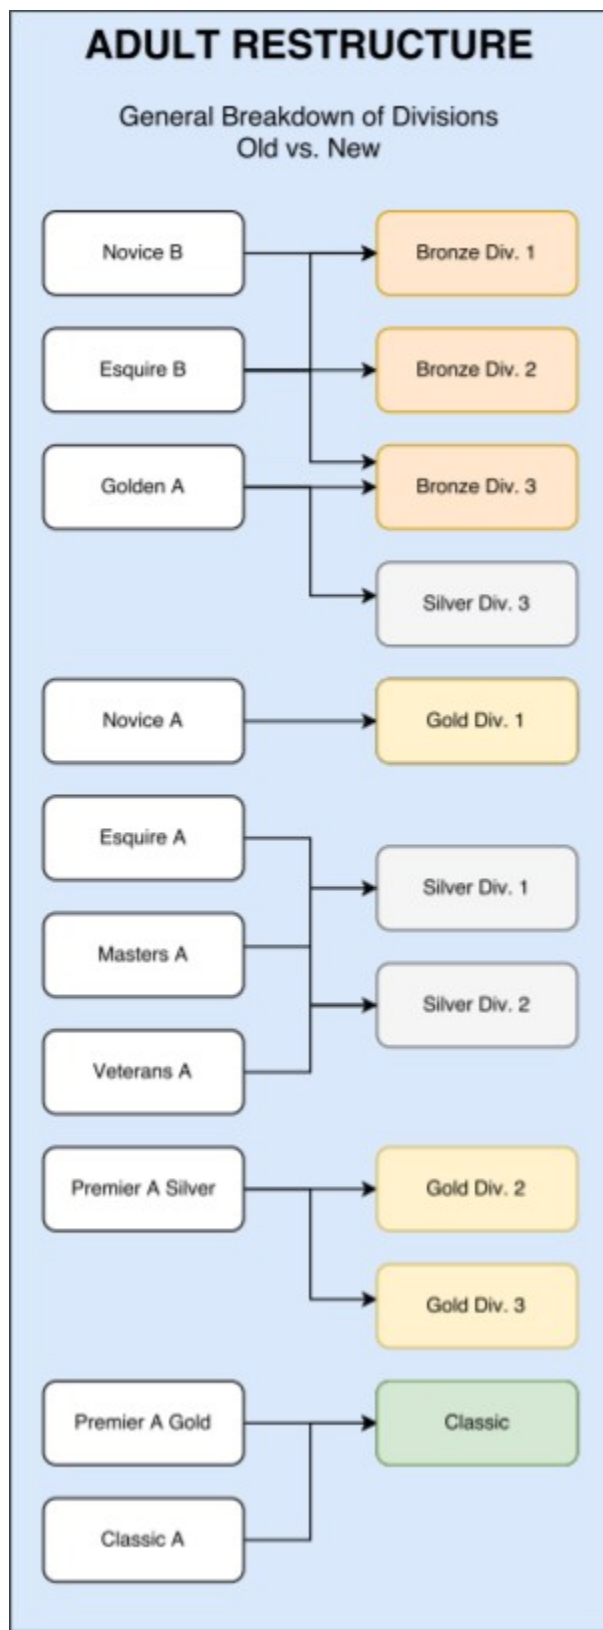 ADULT RESTRUCTURE
General Breakdown of Divisions
Old vs. New
Novice B
Bronze Div. 1
Esquire B
Bronze Div. 2
Golden A
Bronze Div. 3
Silver Div. 3
Novice A
Gold Div. 1
Esquire A
Silver Div. 1
Masters A
Silver Div. 2
Veterans A
Premier A Silver
Gold Div. 2
Gold Div. 3
Premier A Gold
Classic
Classic A